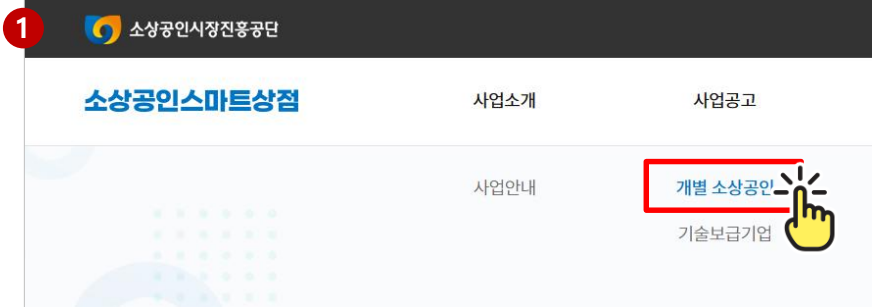 1
소상공인시장진흥공단
소상공인스마트상점 사업소개 사업공고
사업안내 개별 소상공인
기술보급기업